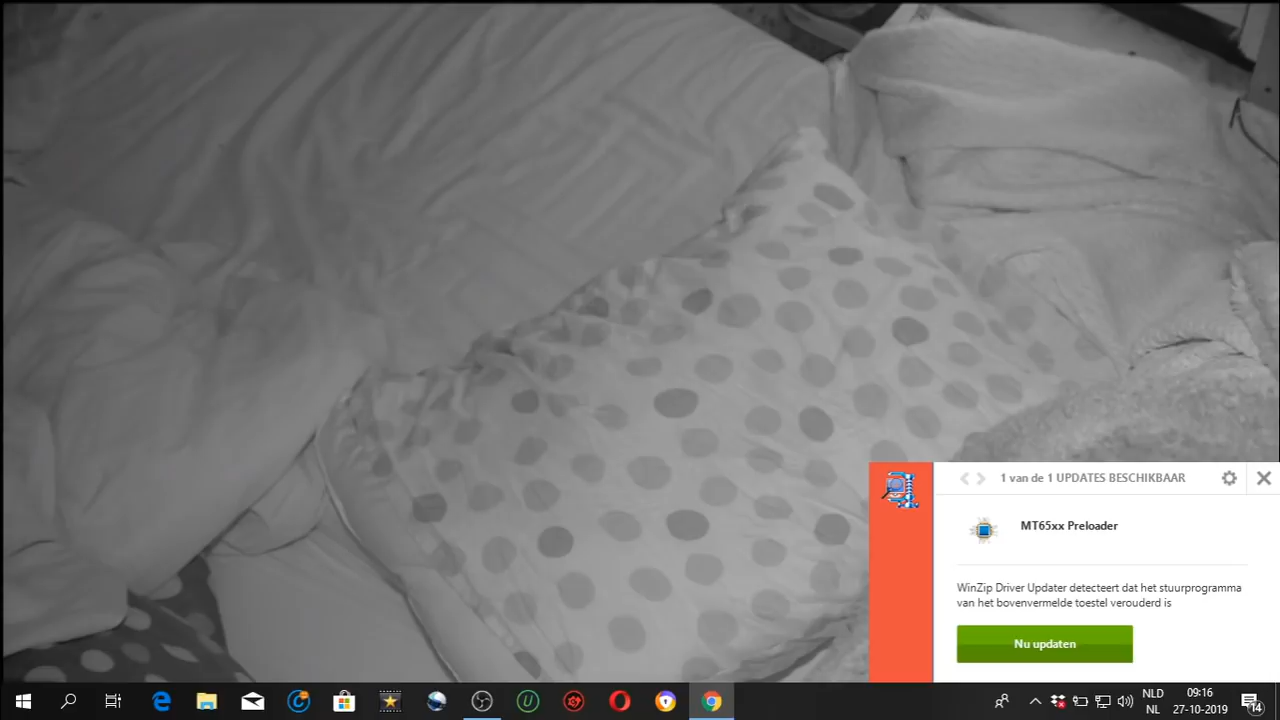 1 van de 1 UPDATES BESCHIKBAAR
MT65xx Preloader
WinZip Driver Updater detecteert dat het stuurprogramma
van het bovenvermelde toestel verouderd is
Nu updaten
NLD
NL
09:16
27-10-2019
14